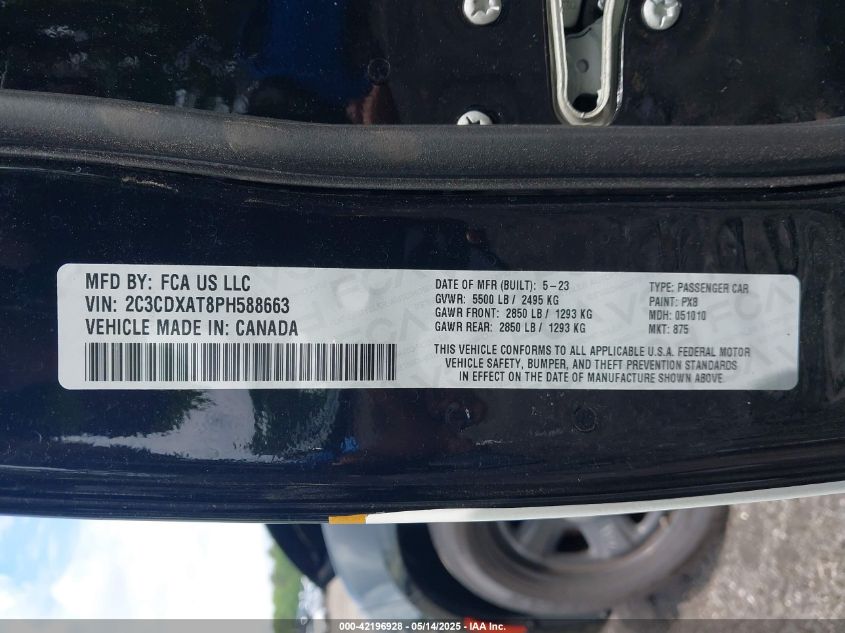 MFD BY: FCA US LLC
VIN: 2C3CDXAT8PH588663
VEHICLE MADE IN: CANADA
DATE OF MFR (BUILT): 5-23
GVWR: 5500 LB / 2495 KG
GAWR FRONT: 2850 LB / 1293 KG
GAWR REAR: 2850 LB / 1293 KG
TYPE: PASSENGER CAR
PAINT: PX8
MDH: 051010
MKT: 875
THIS VEHICLE CONFORMS TO ALL APPLICABLE U.S.A. FEDERAL MOTOR
VEHICLE SAFETY, BUMPER, AND THEFT PREVENTION STANDARDS
IN EFFECT ON THE DATE OF MANUFACTURE SHOWN ABOVE.
000-42196928 - 05/14/2025 - IAA Inc.